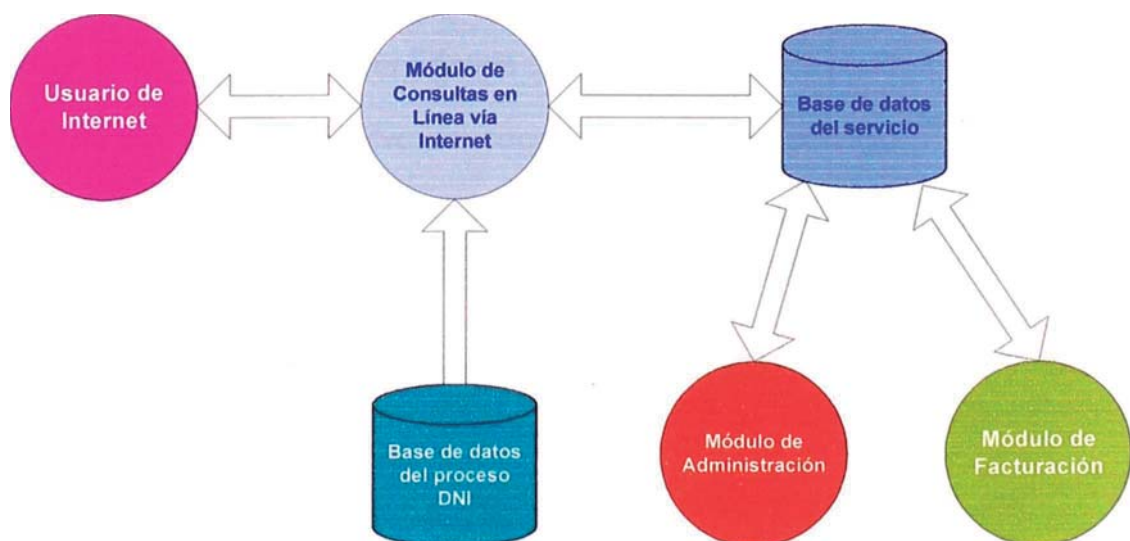 Usuario de
Internet
Módulo de
Consultas en
Línea vía
Internet
Base de datos
del servicio
Base de datos
del proceso
DNI
Módulo de
Administración
Módulo de
Facturación